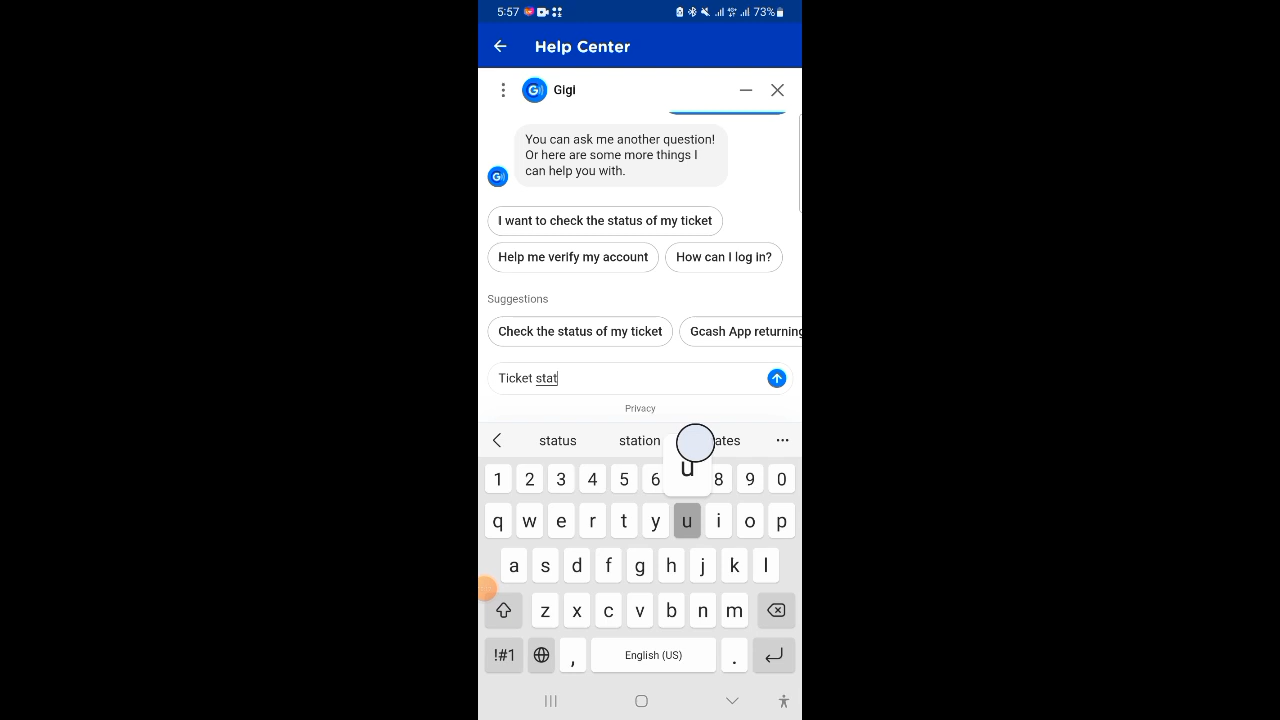 5:57 73%
Help Center
Gigi
You can ask me another question!
Or here are some more things I
can help you with.
I want to check the status of my ticket
Help me verify my account How can I log in?
Suggestions
Check the status of my ticket Gcash App returning
Ticket stat
Privacy
status station ates
u
1 2 3 4 5 6 8 9 0
q w e r t y u i o p
a s d f g h j k l
z x c v b n m
!#1 , English (US) .